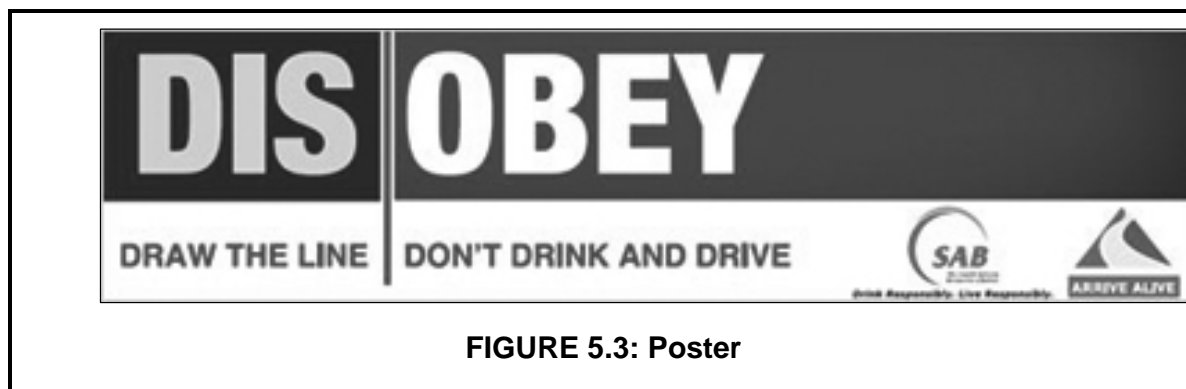 DIS OBEY
DRAW THE LINE DON'T DRINK AND DRIVE
SAB
Drink Responsibly. Live Responsibly.
ARRIVE ALIVE
FIGURE 5.3: Poster